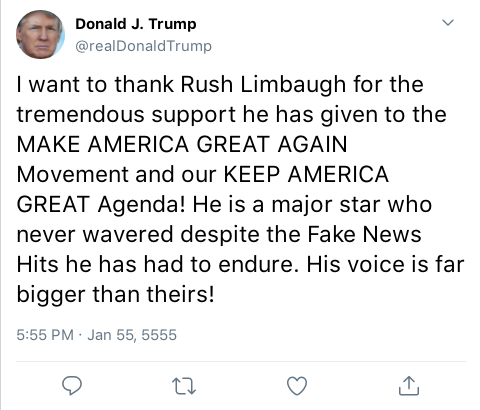 Donald J. Trump
@realDonaldTrump
I want to thank Rush Limbaugh for the
tremendous support he has given to the
MAKE AMERICA GREAT AGAIN
Movement and our KEEP AMERICA
GREAT Agenda! He is a major star who
never wavered despite the Fake News
Hits he has had to endure. His voice is far
bigger than theirs!
5:55 PM · Jan 55, 5555